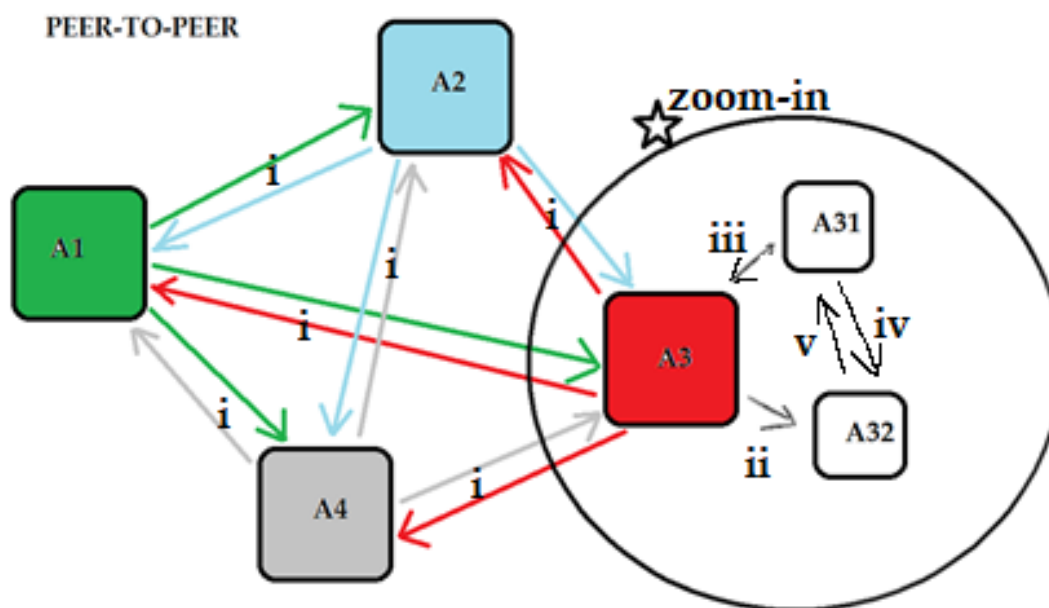 PEER-TO-PEER
A2
zoom-in
i
A31
i
iii
A1
i
v
iv
i
A3
i
A32
ii
i
A4